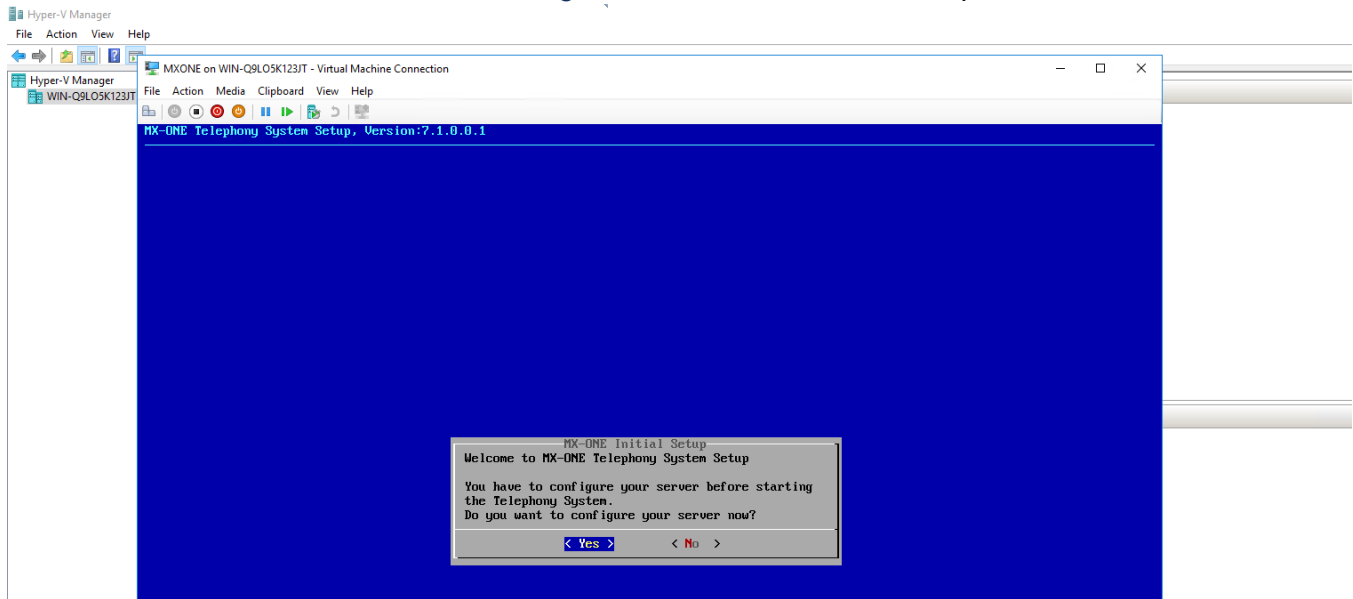 Hyper-V Manager
File Action View Help
Hyper-V Manager
WIN-Q9LO5K123JT
MXONE on WIN-Q9LO5K123JT - Virtual Machine Connection
File Action Media Clipboard View Help
MX-ONE Telephony System Setup, Version:7.1.0.0.1
MX-ONE Initial Setup
Welcome to MX-ONE Telephony System Setup
You have to configure your server before starting
the Telephony System.
Do you want to configure your server now?
< Yes > < No >